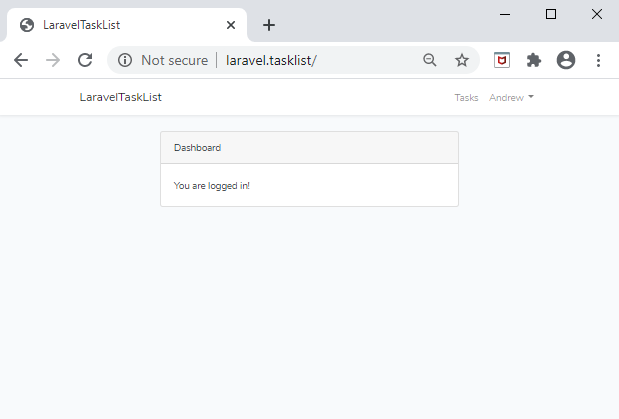 LaravelTaskList
Not secure laravel.tasklist/
LaravelTaskList Tasks Andrew
Dashboard
You are logged in!